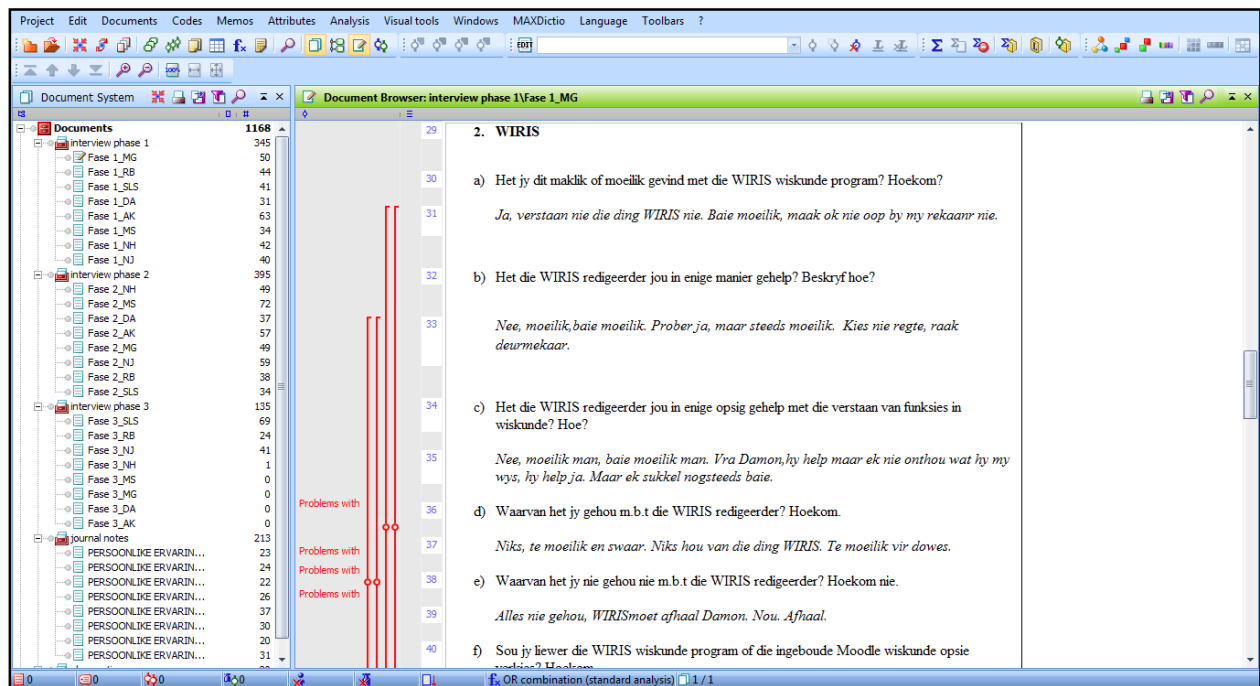 Project Edit Documents Codes Memos Attributes Analysis Visual tools Windows MAXDictio Language Toolbars ?
EDIT
100%
Document System
Document Browser: interview phase 1\Fase 1_MG
Documents 1168
interview phase 1 345
Fase 1_MG 50
Fase 1_RB 44
Fase 1_SLS 41
Fase 1_DA 31
Fase 1_AK 63
Fase 1_MS 34
Fase 1_NH 42
Fase 1_NJ 40
interview phase 2 395
Fase 2_NH 49
Fase 2_MS 72
Fase 2_DA 37
Fase 2_AK 57
Fase 2_MG 49
Fase 2_NJ 59
Fase 2_RB 38
Fase 2_SLS 34
interview phase 3 135
Fase 3_SLS 69
Fase 3_RB 24
Fase 3_NJ 41
Fase 3_NH 1
Fase 3_MS 0
Fase 3_MG 0
Fase 3_DA 0
Fase 3_AK 0
journal notes 213
PERSOONLIKE ERVARIN... 23
PERSOONLIKE ERVARIN... 24
PERSOONLIKE ERVARIN... 22
PERSOONLIKE ERVARIN... 26
PERSOONLIKE ERVARIN... 37
PERSOONLIKE ERVARIN... 30
PERSOONLIKE ERVARIN... 20
PERSOONLIKE ERVARIN... 31
Problems with
Problems with
Problems with
Problems with
29 2. WIRIS
30 a) Het jy dit maklik of moeilik gevind met die WIRIS wiskunde program? Hoekom?
31 Ja, verstaan nie die ding WIRIS nie. Baie moeilik, maak ok nie oop by my rekaanr nie.
32 b) Het die WIRIS redigeerder jou in enige manier gehelp? Beskryf hoe?
33 Nee, moeilik,baie moeilik. Prober ja, maar steeds moeilik. Kies nie regte, raak
deurmekaar.
34 c) Het die WIRIS redigeerder jou in enige opsig gehelp met die verstaan van funksies in
wiskunde? Hoe?
35 Nee, moeilik man, baie moeilik man. Vra Damon,hy help maar ek nie onthou wat hy my
wys, hy help ja. Maar ek sukkel nogsteeds baie.
36 d) Waarvan het jy gehou m.b.t die WIRIS redigeerder? Hoekom.
37 Niks, te moeilik en swaar. Niks hou van die ding WIRIS. Te moeilik vir dowes.
38 e) Waarvan het jy nie gehou nie m.b.t die WIRIS redigeerder? Hoekom nie.
39 Alles nie gehou, WIRISmoet afhaal Damon. Nou. Afhaal.
40 f) Sou jy liewer die WIRIS wiskunde program of die ingeboude Moodle wiskunde opsie
verkies? Hoekom
0 0 0 0 OR combination (standard analysis) 1 / 1